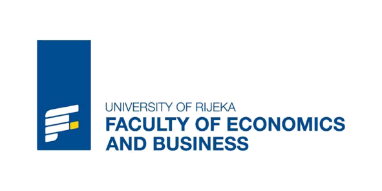 UNIVERSITY OF RIJEKA
FACULTY OF ECONOMICS
AND BUSINESS